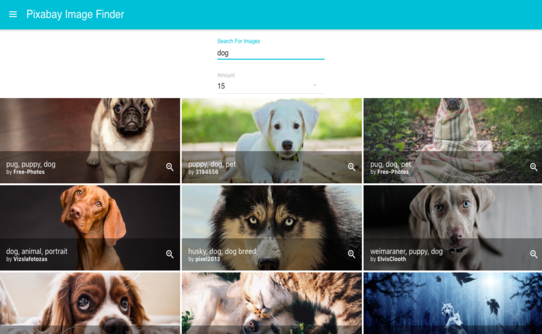 Pixabay Image Finder
Search For Images
dog
Amount
15
pug, puppy, dog
by Free-Photos
puppy, dog, pet
by 3194556
pug, dog, pet
by Free-Photos
dog, animal, portrait
by Vizslafotozas
husky, dog, dog breed
by pixel2013
weimaraner, puppy, dog
by ElvisClooth